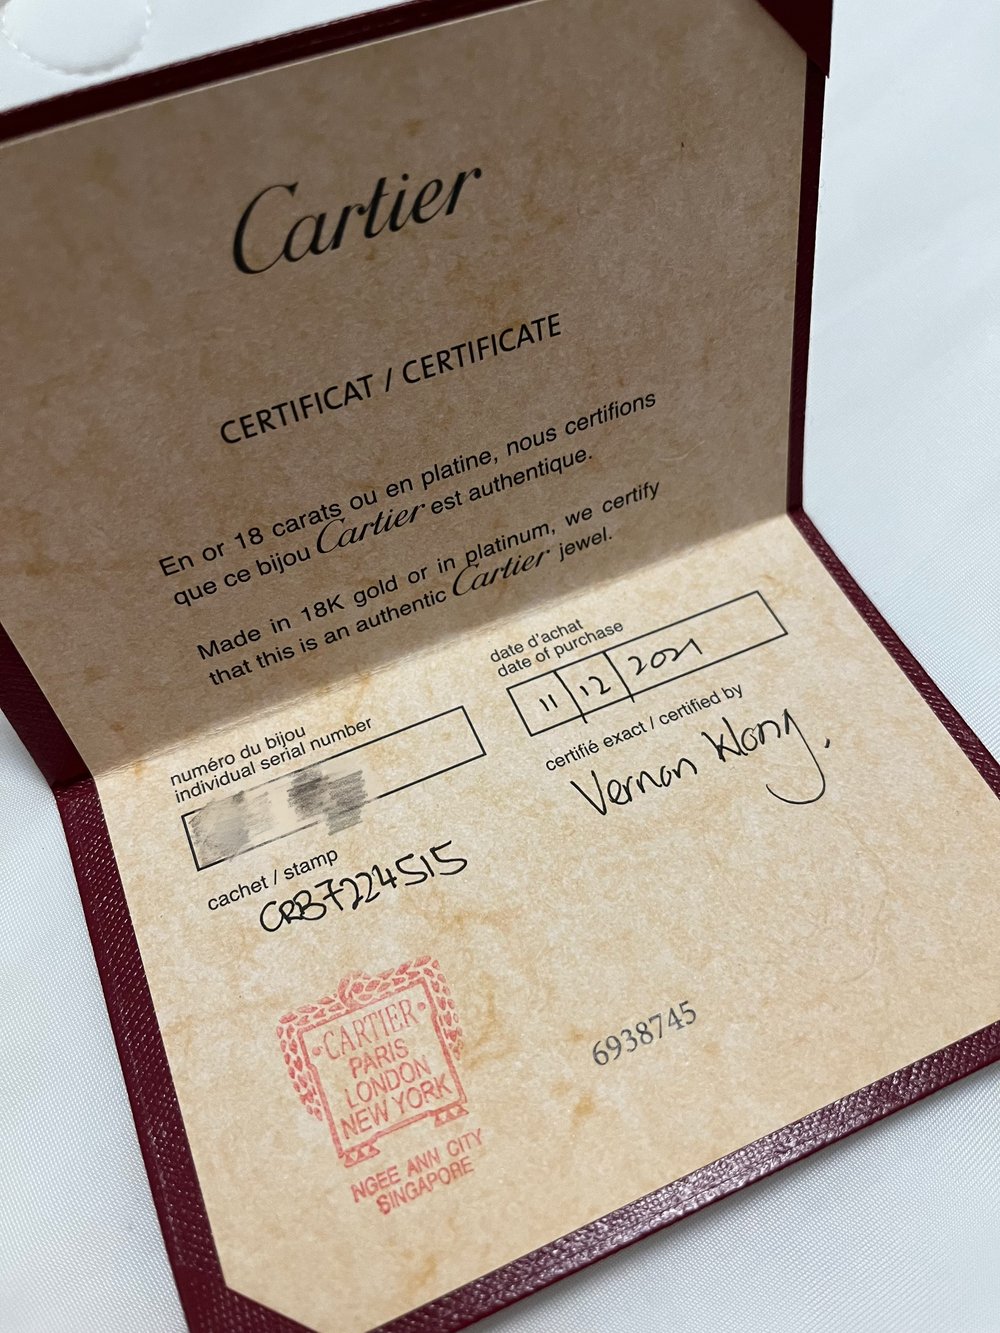 Cartier
CERTIFICAT / CERTIFICATE
En or 18 carats ou en platine, nous certifions
que ce bijou Cartier est authentique.
Made in 18K gold or in platinum, we certify
that this is an authentic Cartier jewel.
date d'achat
date of purchase
11 12 2021
certifié exact / certified by
Vernon Klong.
numéro du bijou
individual serial number
cachet / stamp
CRB7224515
CARTIER
PARIS
LONDON
NEW YORK
NGEE ANN CITY
SINGAPORE
6938745